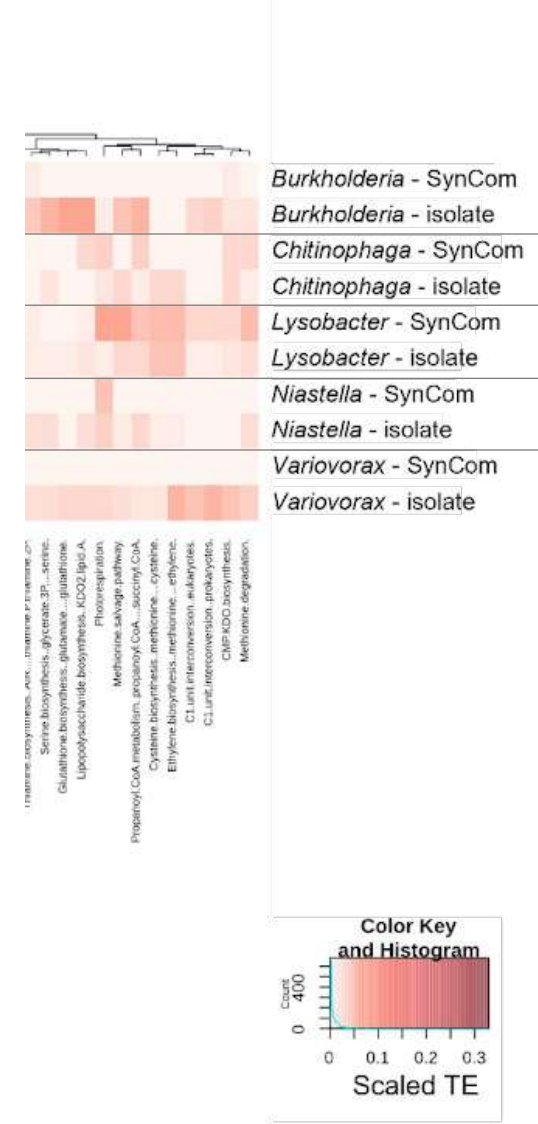 Burkholderia - SynCom
Burkholderia - isolate
Chitinophaga - SynCom
Chitinophaga - isolate
Lysobacter - SynCom
Lysobacter - isolate
Niastella - SynCom
Niastella - isolate
Variovorax - SynCom
Variovorax - isolate
Serine.biosynthesis..glycerate.3P....serine.
Glutathione.biosynthesis..glutamate....glutathione.
Lipopolysaccharide.biosynthesis..KDO2.lipid.A.
Photorespiration.
Methionine.salvage.pathway.
Propanoyl.CoA.metabolism..propanoyl.CoA....succinyl.CoA.
Cysteine.biosynthesis..methionine....cysteine.
Ethylene.biosynthesis..methionine....ethylene.
C1.unit.interconversion..eukaryotes.
C1.unit.interconversion..prokaryotes.
CMP.KDO.biosynthesis.
Methionine.degradation.
Color Key
and Histogram
Count
0 400
0 0.1 0.2 0.3
Scaled TE